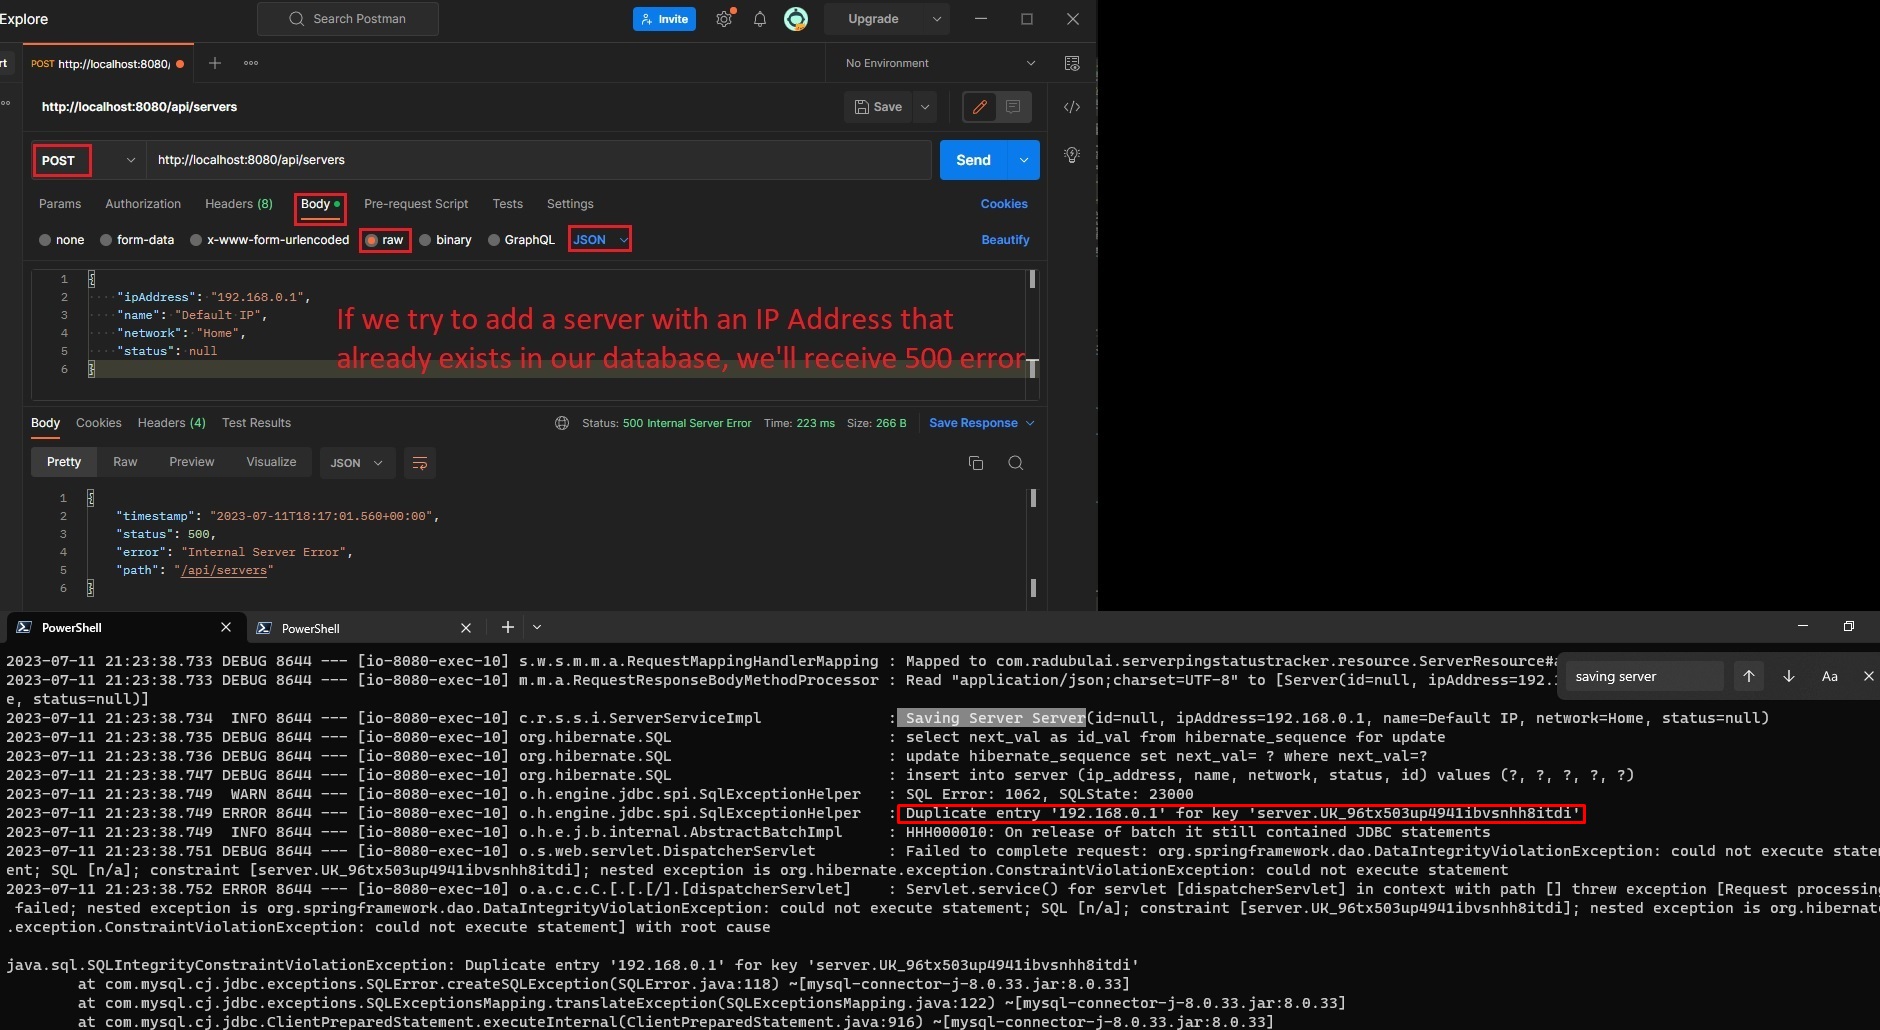 Explore
Search Postman
Invite
Upgrade
rt
POST http://localhost:8080/
No Environment
http://localhost:8080/api/servers
Save
POST
http://localhost:8080/api/servers
Send
Params Authorization Headers (8) Body Pre-request Script Tests Settings
Cookies
none form-data x-www-form-urlencoded raw binary GraphQL JSON
Beautify
1 {
2 "ipAddress": "192.168.0.1",
3 "name": "Default IP",
4 "network": "Home",
5 "status": null
6 }
If we try to add a server with an IP Address that
already exists in our database, we'll receive 500 error
Body Cookies Headers (4) Test Results
Status: 500 Internal Server Error Time: 223 ms Size: 266 B Save Response
Pretty Raw Preview Visualize JSON
1 {
2 "timestamp": "2023-07-11T18:17:01.560+00:00",
3 "status": 500,
4 "error": "Internal Server Error",
5 "path": "/api/servers"
6 }
PowerShell
PowerShell
saving server
Aa
2023-07-11 21:23:38.733 DEBUG 8644 --- [io-8080-exec-10] s.w.s.m.m.a.RequestMappingHandlerMapping : Mapped to com.radubulai.serverpingstatustracker.resource.ServerResource#
2023-07-11 21:23:38.733 DEBUG 8644 --- [io-8080-exec-10] m.m.a.RequestResponseBodyMethodProcessor : Read "application/json;charset=UTF-8" to [Server(id=null, ipAddress=192.
e, status=null)]
2023-07-11 21:23:38.734 INFO 8644 --- [io-8080-exec-10] c.r.s.s.i.ServerServiceImpl : Saving Server Server(id=null, ipAddress=192.168.0.1, name=Default IP, network=Home, status=null)
2023-07-11 21:23:38.735 DEBUG 8644 --- [io-8080-exec-10] org.hibernate.SQL : select next_val as id_val from hibernate_sequence for update
2023-07-11 21:23:38.736 DEBUG 8644 --- [io-8080-exec-10] org.hibernate.SQL : update hibernate_sequence set next_val= ? where next_val=?
2023-07-11 21:23:38.747 DEBUG 8644 --- [io-8080-exec-10] org.hibernate.SQL : insert into server (ip_address, name, network, status, id) values (?, ?, ?, ?, ?)
2023-07-11 21:23:38.749 WARN 8644 --- [io-8080-exec-10] o.h.engine.jdbc.spi.SqlExceptionHelper : SQL Error: 1062, SQLState: 23000
2023-07-11 21:23:38.749 ERROR 8644 --- [io-8080-exec-10] o.h.engine.jdbc.spi.SqlExceptionHelper : Duplicate entry '192.168.0.1' for key 'server.UK_96tx503up4941ibvsnhh8itdi'
2023-07-11 21:23:38.749 INFO 8644 --- [io-8080-exec-10] o.h.e.j.b.internal.AbstractBatchImpl : HHH000010: On release of batch it still contained JDBC statements
2023-07-11 21:23:38.751 DEBUG 8644 --- [io-8080-exec-10] o.s.web.servlet.DispatcherServlet : Failed to complete request: org.springframework.dao.DataIntegrityViolationException: could not execute statem
ent; SQL [n/a]; constraint [server.UK_96tx503up4941ibvsnhh8itdi]; nested exception is org.hibernate.exception.ConstraintViolationException: could not execute statement
2023-07-11 21:23:38.752 ERROR 8644 --- [io-8080-exec-10] o.a.c.c.C.[.[.[/].[dispatcherServlet] : Servlet.service() for servlet [dispatcherServlet] in context with path [] threw exception [Request processing
failed; nested exception is org.springframework.dao.DataIntegrityViolationException: could not execute statement; SQL [n/a]; constraint [server.UK_96tx503up4941ibvsnhh8itdi]; nested exception is org.hibernate
.exception.ConstraintViolationException: could not execute statement] with root cause
java.sql.SQLIntegrityConstraintViolationException: Duplicate entry '192.168.0.1' for key 'server.UK_96tx503up4941ibvsnhh8itdi'
at com.mysql.cj.jdbc.exceptions.SQLError.createSQLException(SQLError.java:118) ~[mysql-connector-j-8.0.33.jar:8.0.33]
at com.mysql.cj.jdbc.exceptions.SQLExceptionsMapping.translateException(SQLExceptionsMapping.java:122) ~[mysql-connector-j-8.0.33.jar:8.0.33]
at com.mysql.cj.jdbc.ClientPreparedStatement.executeInternal(ClientPreparedStatement.java:916) ~[mysql-connector-j-8.0.33.jar:8.0.33]